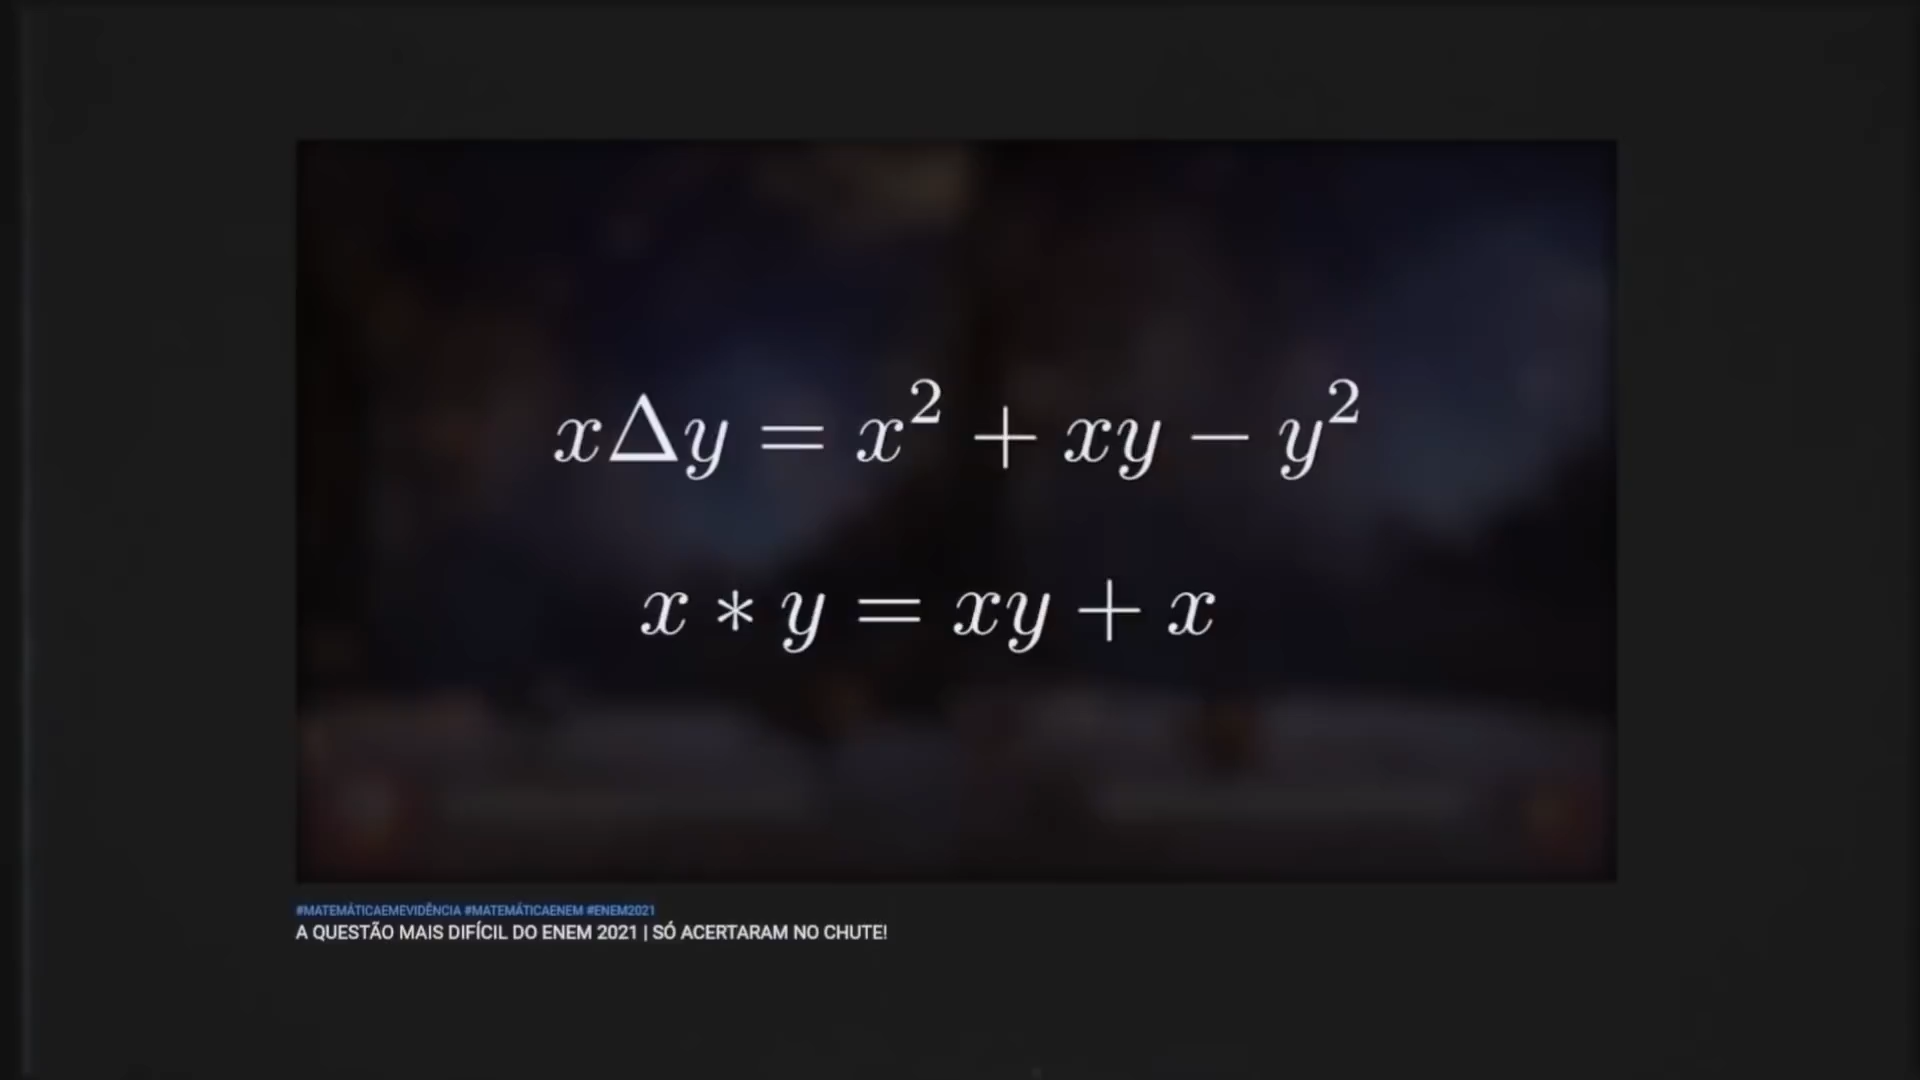 xΔy = x² + xy − y²
x ∗ y = xy + x
#MATEMÁTICAEMEVIDÊNCIA #MATEMÁTICAENEM #ENEM2021
A QUESTÃO MAIS DIFÍCIL DO ENEM 2021 | SÓ ACERTARAM NO CHUTE!